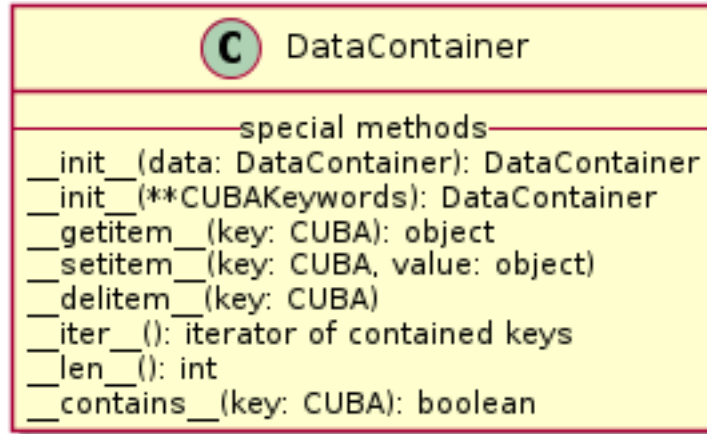 C DataContainer
special methods
__init__(data: DataContainer): DataContainer
__init__(**CUBAKeywords): DataContainer
__getitem__(key: CUBA): object
__setitem__(key: CUBA, value: object)
__delitem__(key: CUBA)
__iter__(): iterator of contained keys
__len__(): int
__contains__(key: CUBA): boolean